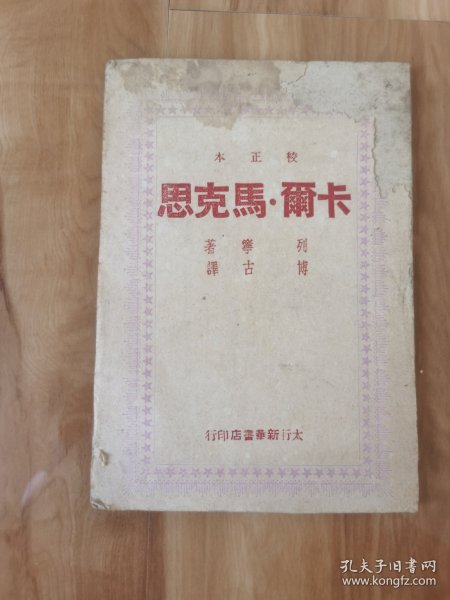 校正本
卡爾·馬克思
列寧著
博古譯
太行新華書店印行
孔夫子旧书网
www.kongfz.com